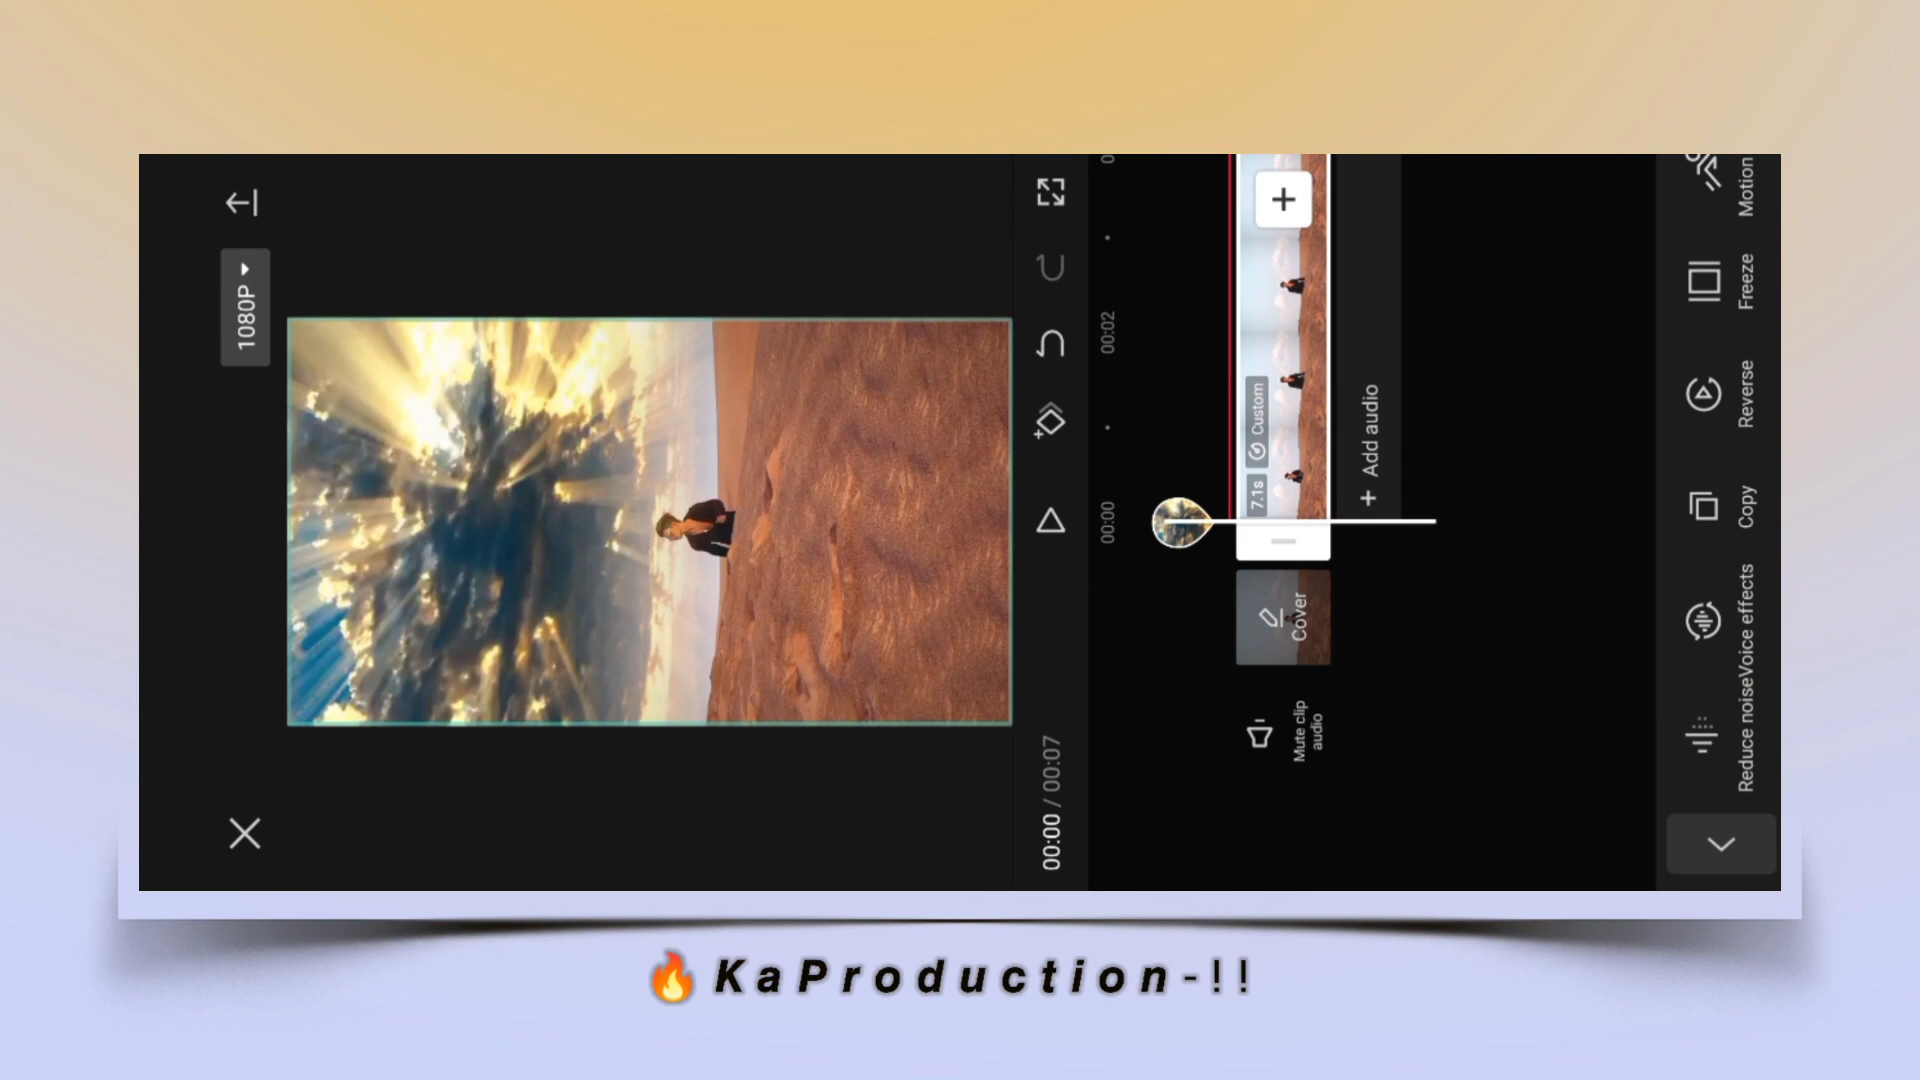 1080P
00:00 / 00:07
00:00
00:02
7.1s
Custom
Cover
Mute clip
audio
+ Add audio
Reduce noise
Voice effects
Copy
Reverse
Freeze
Motion
🔥 KaProduction-!!